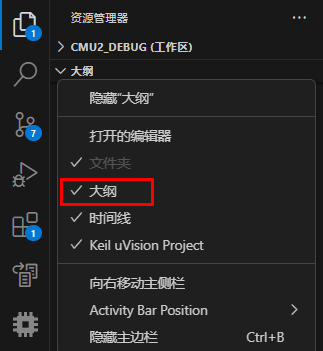 资源管理器
CMU2_DEBUG (工作区)
大纲
隐藏“大纲”
打开的编辑器
文件夹
大纲
时间线
Keil uVision Project
向右移动主侧栏
Activity Bar Position
隐藏主边栏 Ctrl+B
1
7
1